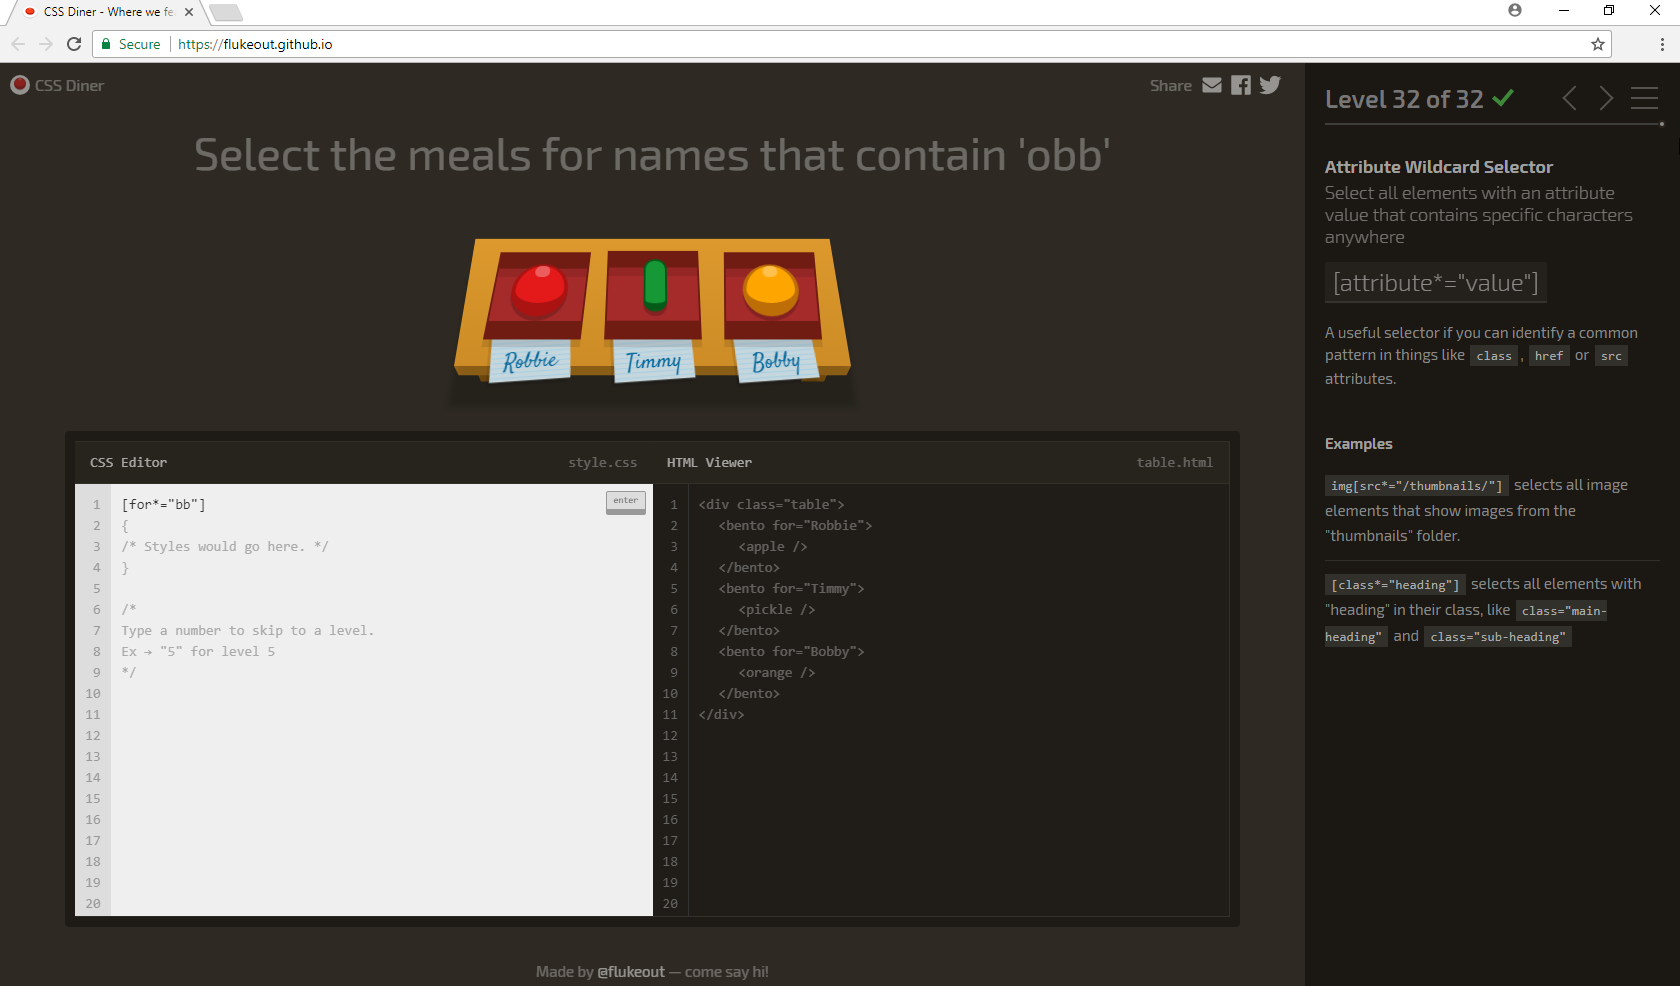 CSS Diner - Where we fe
Secure
https://flukeout.github.io
CSS Diner
Share
Select the meals for names that contain 'obb'
Robbie
Timmy
Bobby
CSS Editor
style.css
1 [for*="bb"]
enter
2 {
3 /* Styles would go here. */
4 }
5
6 /*
7 Type a number to skip to a level.
8 Ex → "5" for level 5
9 */
10
11
12
13
14
15
16
17
18
19
20
HTML Viewer
table.html
1 <div class="table">
2 <bento for="Robbie">
3 <apple />
4 </bento>
5 <bento for="Timmy">
6 <pickle />
7 </bento>
8 <bento for="Bobby">
9 <orange />
10 </bento>
11 </div>
12
13
14
15
16
17
18
19
20
Made by @flukeout — come say hi!
Level 32 of 32
Attribute Wildcard Selector
Select all elements with an attribute
value that contains specific characters
anywhere
[attribute*="value"]
A useful selector if you can identify a common
pattern in things like class , href or src
attributes.
Examples
img[src*="/thumbnails/"] selects all image
elements that show images from the
"thumbnails" folder.
[class*="heading"] selects all elements with
"heading" in their class, like class="main-
heading" and class="sub-heading"